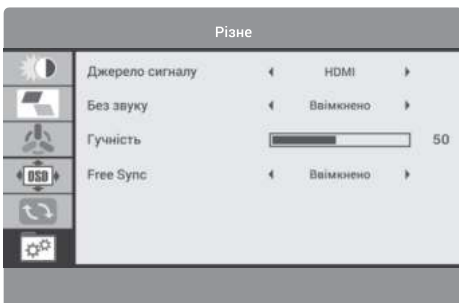 Різне
Джерело сигналу HDMI
Без звуку Ввімкнено
Гучність 50
Free Sync Ввімкнено
OSD